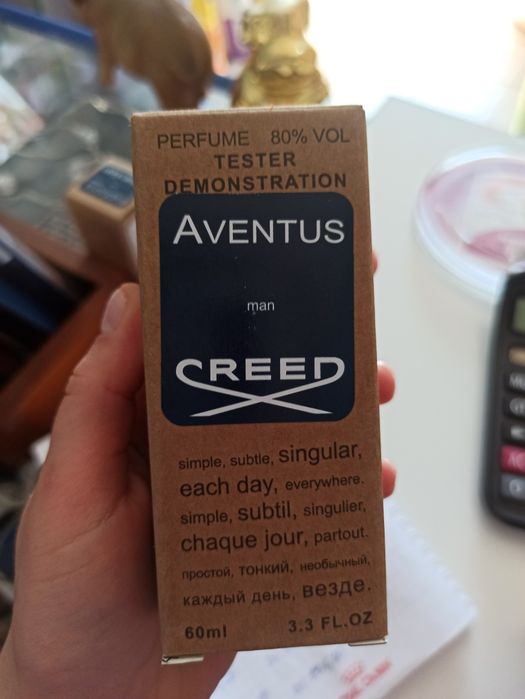 PERFUME 80% VOL
TESTER
DEMONSTRATION
AVENTUS
man
CREED
simple, subtle, singular,
each day, everywhere.
simple, subtil, singulier,
chaque jour, partout.
простой, тонкий, необычный,
каждый день, везде.
60ml 3.3 FL.OZ